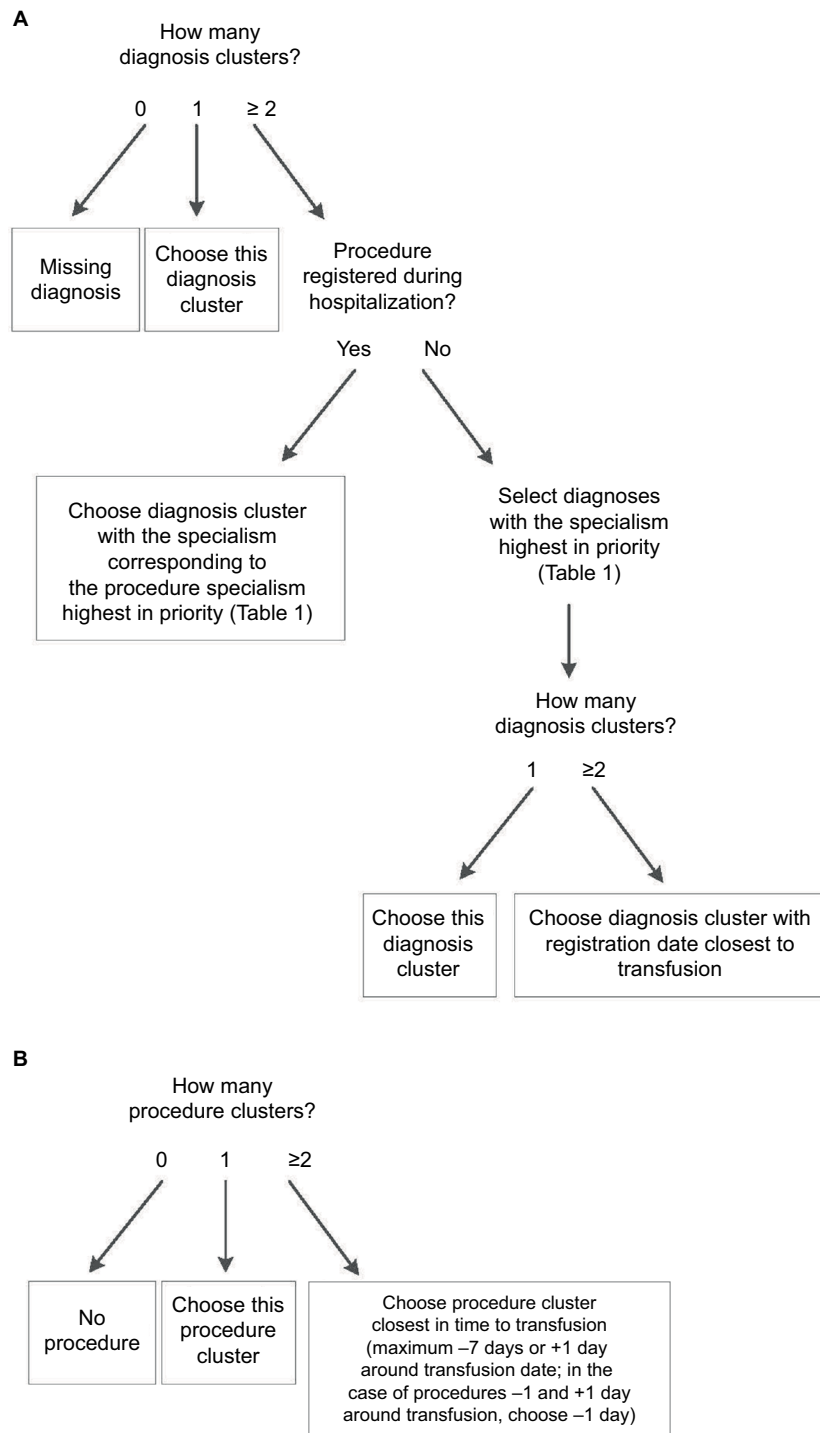 A
How many
diagnosis clusters?
0 1 ≥ 2
Missing
diagnosis
Choose this
diagnosis
cluster
Procedure
registered during
hospitalization?
Yes No
Choose diagnosis cluster
with the specialism
corresponding to
the procedure specialism
highest in priority (Table 1)
Select diagnoses
with the specialism
highest in priority
(Table 1)
How many
diagnosis clusters?
1 ≥2
Choose this
diagnosis
cluster
Choose diagnosis cluster with
registration date closest to
transfusion
B
How many
procedure clusters?
0 1 ≥2
No
procedure
Choose this
procedure
cluster
Choose procedure cluster
closest in time to transfusion
(maximum –7 days or +1 day
around transfusion date; in the
case of procedures –1 and +1 day
around transfusion, choose –1 day)